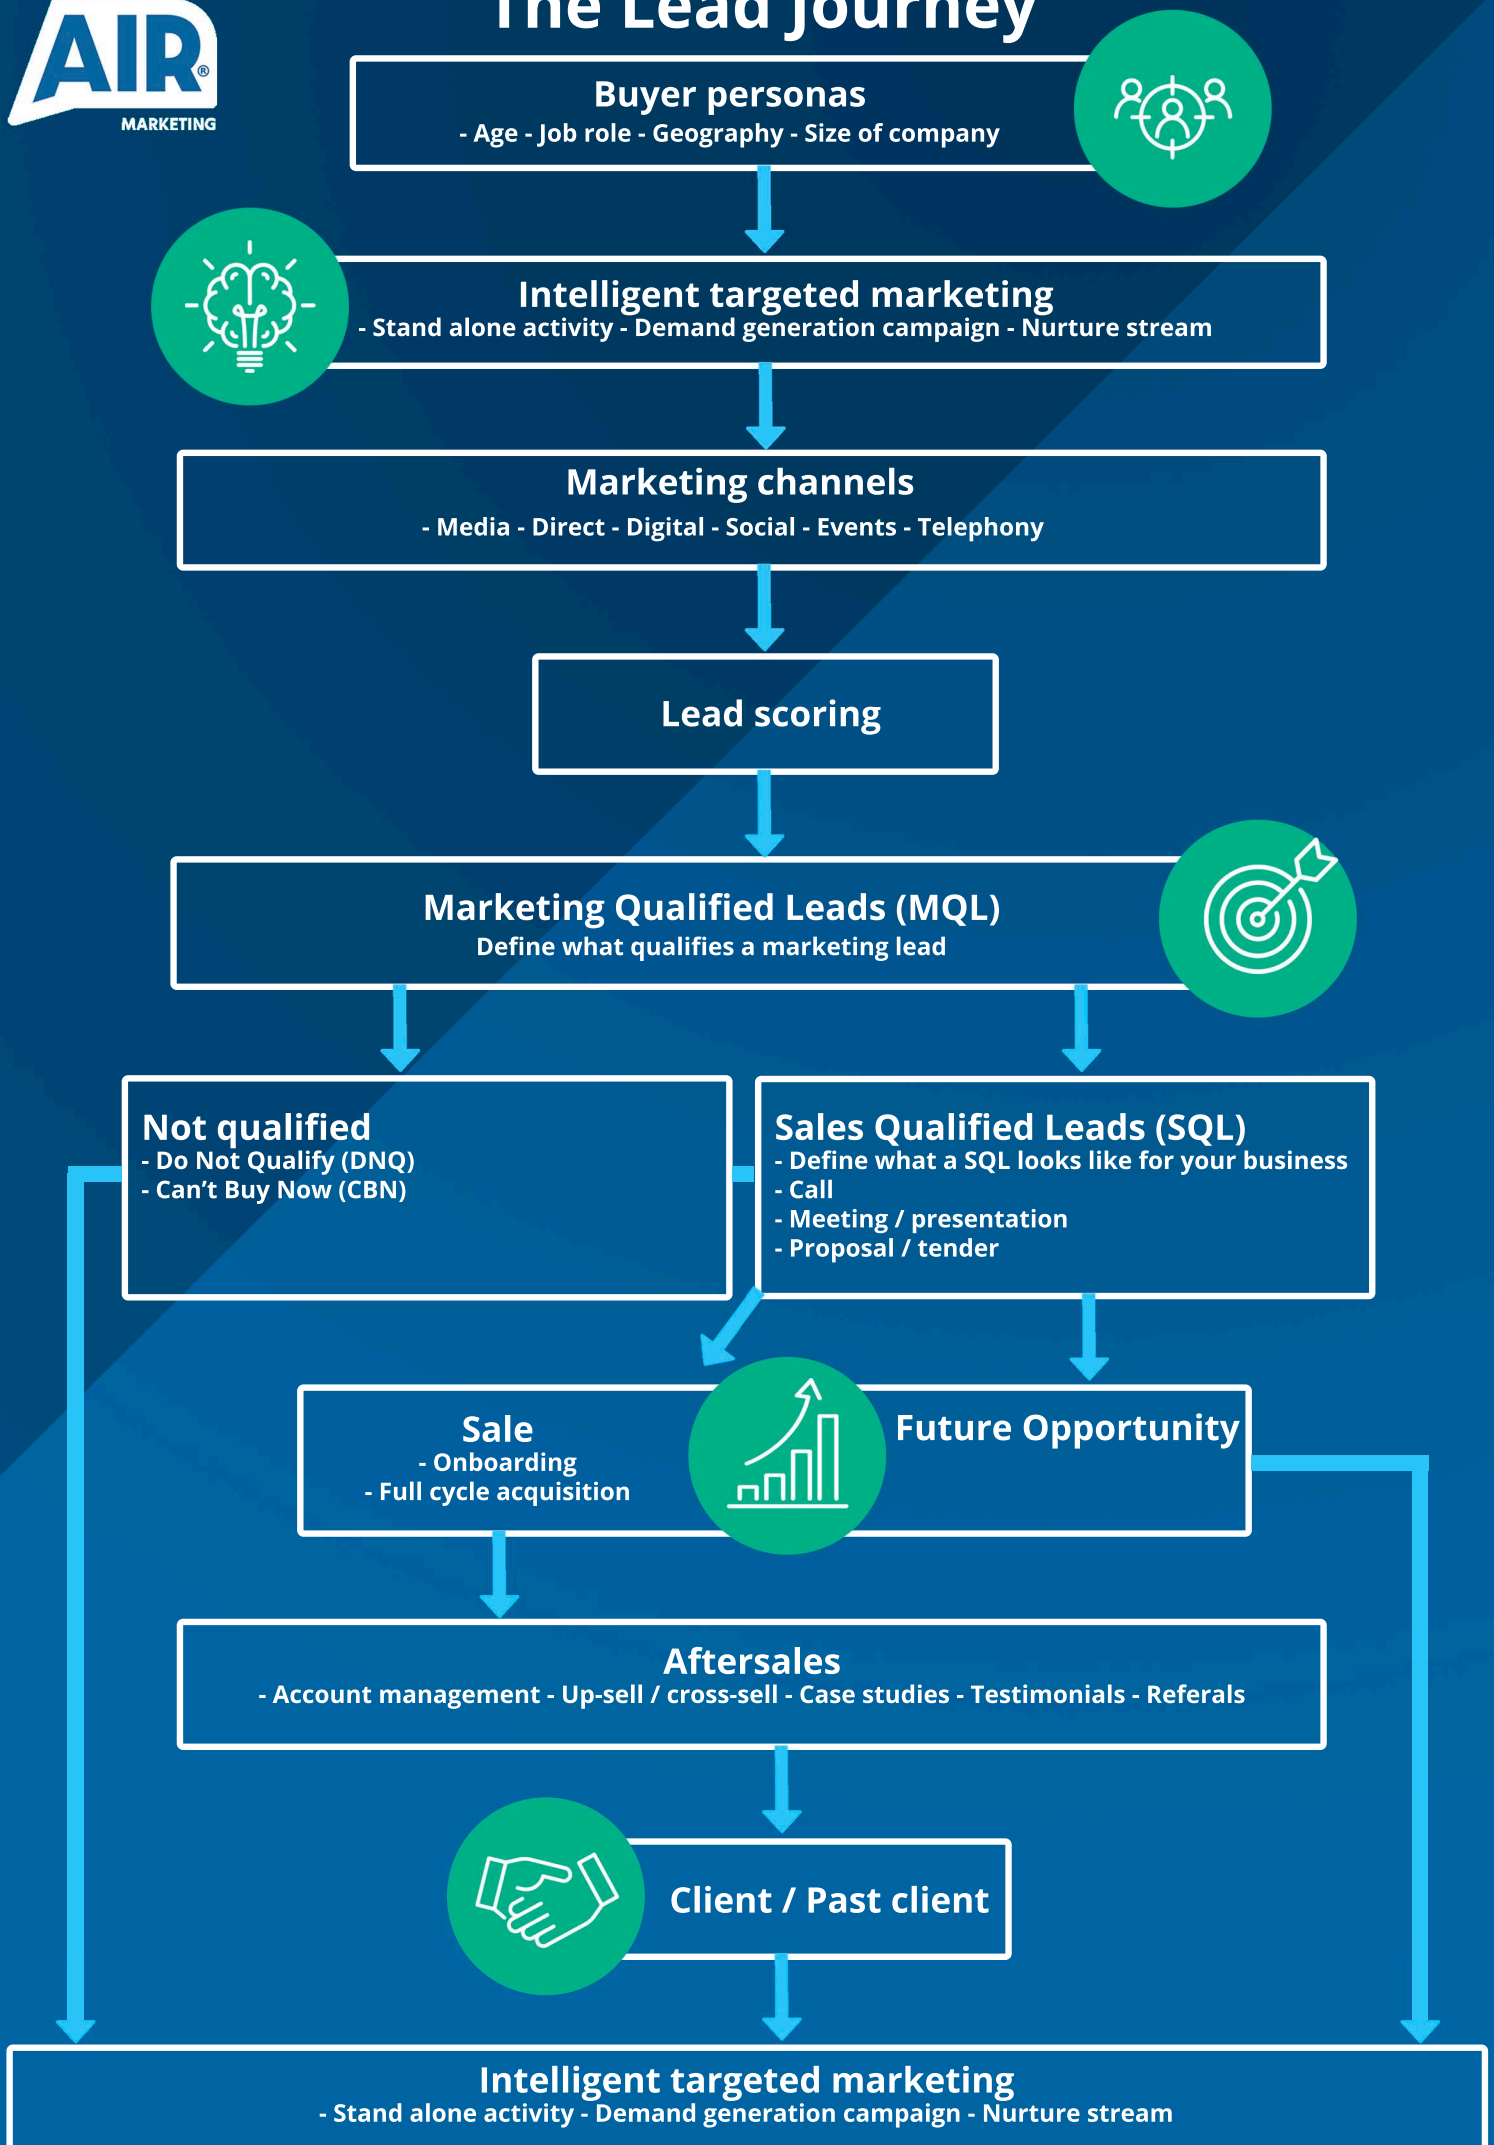 The Lead Journey
AIR®
MARKETING
Buyer personas
- Age - Job role - Geography - Size of company
Intelligent targeted marketing
- Stand alone activity - Demand generation campaign - Nurture stream
Marketing channels
- Media - Direct - Digital - Social - Events - Telephony
Lead scoring
Marketing Qualified Leads (MQL)
Define what qualifies a marketing lead
Not qualified
- Do Not Qualify (DNQ)
- Can’t Buy Now (CBN)
Sales Qualified Leads (SQL)
- Define what a SQL looks like for your business
- Call
- Meeting / presentation
- Proposal / tender
Sale
- Onboarding
- Full cycle acquisition
Future Opportunity
Aftersales
- Account management - Up-sell / cross-sell - Case studies - Testimonials - Referals
Client / Past client
Intelligent targeted marketing
- Stand alone activity - Demand generation campaign - Nurture stream